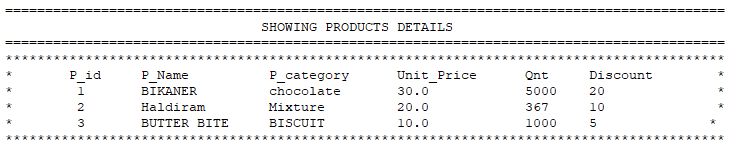 ==========================================================================================
SHOWING PRODUCTS DETAILS
==========================================================================================
******************************************************************************************
* P_id P_Name P_category Unit_Price Qnt Discount *
* 1 BIKANER chocolate 30.0 5000 20 *
* 2 Haldiram Mixture 20.0 367 10 *
* 3 BUTTER BITE BISCUIT 10.0 1000 5 *
******************************************************************************************